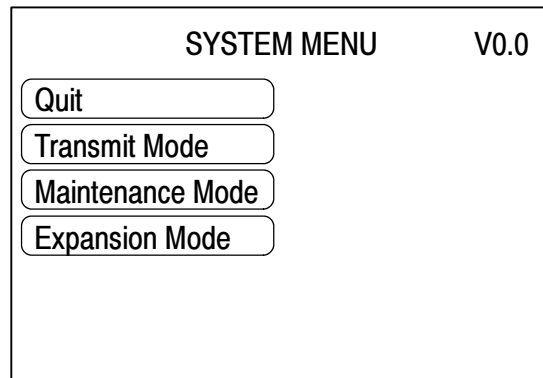 SYSTEM MENU V0.0
Quit
Transmit Mode
Maintenance Mode
Expansion Mode